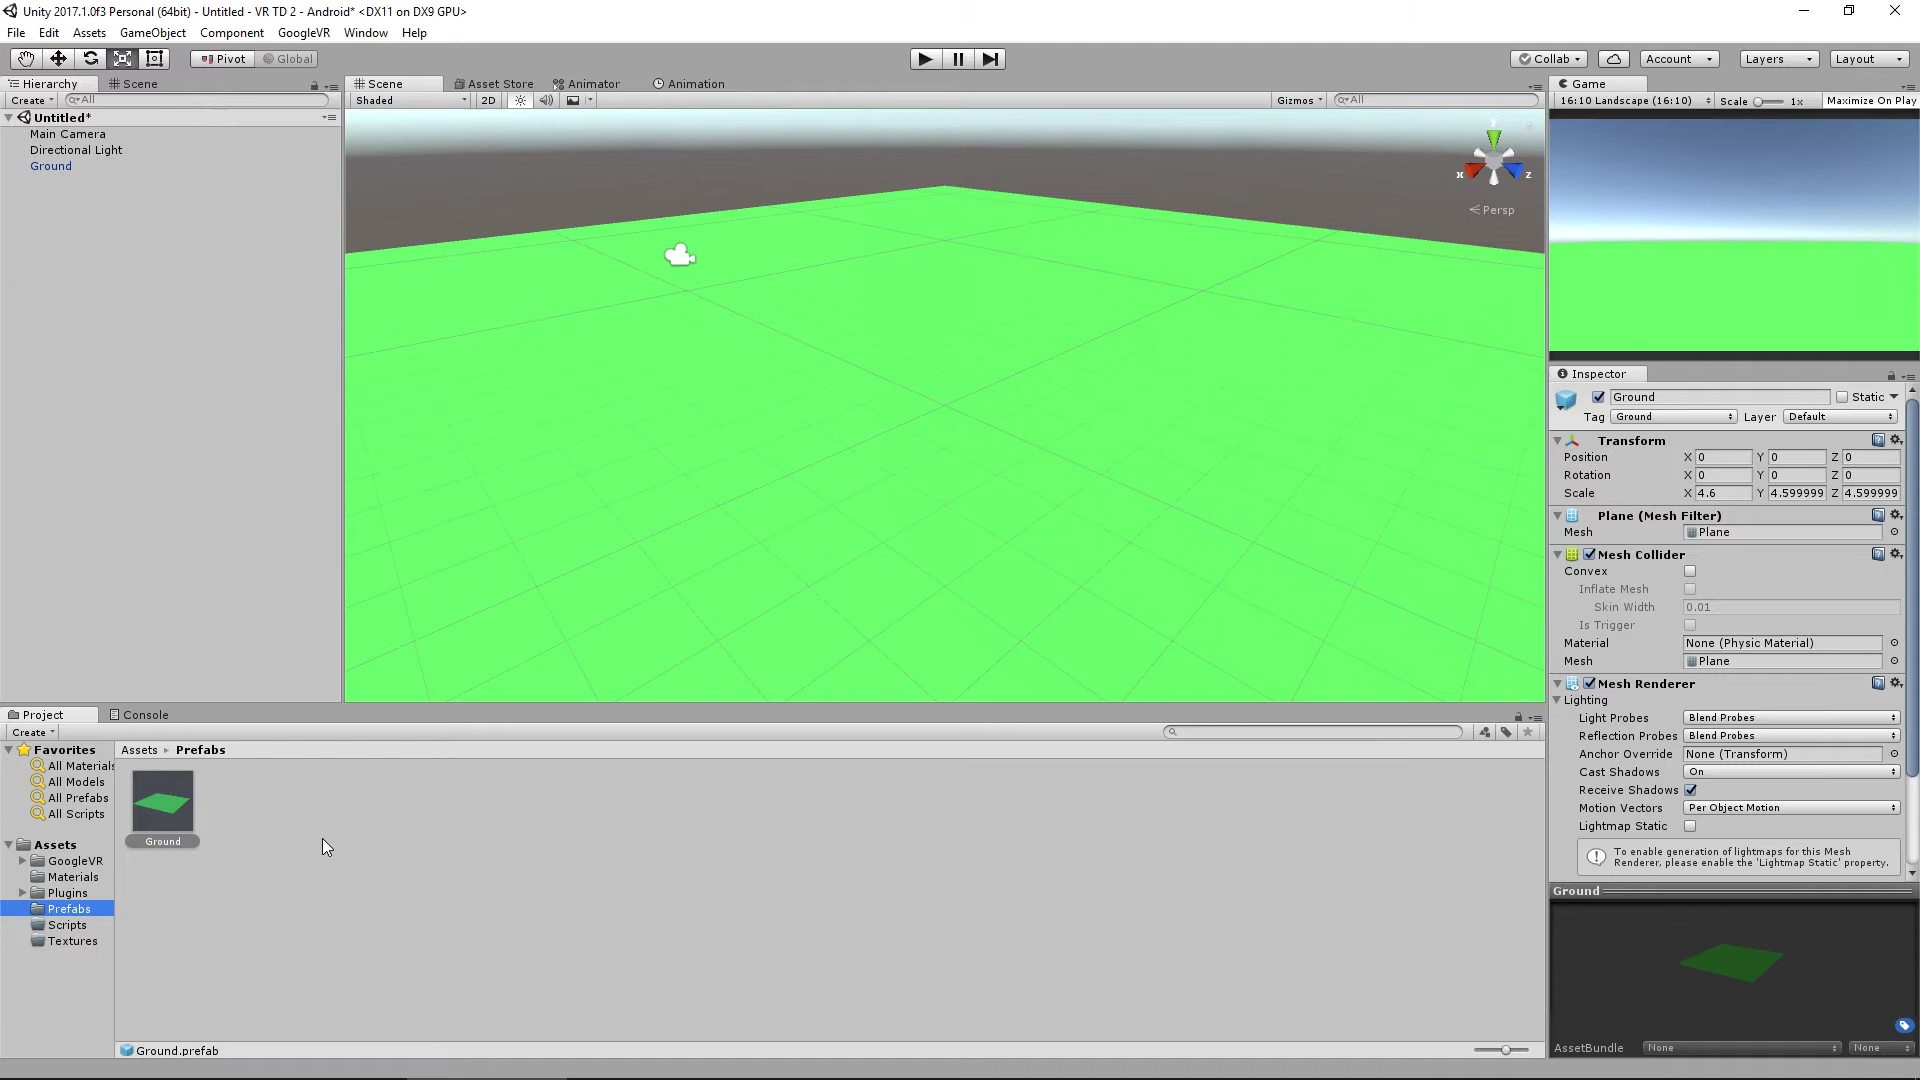 Unity 2017.1.0f3 Personal (64bit) - Untitled - VR TD 2 - Android* <DX11 on DX9 GPU>
File Edit Assets GameObject Component GoogleVR Window Help
Pivot Global Collab Account Layers Layout
Hierarchy Scene
Create All
Untitled*
Main Camera
Directional Light
Ground
Scene Asset Store Animator Animation
Shaded 2D Gizmos All
y
x z
Persp
Game
16:10 Landscape (16:10) Scale 1x Maximize On Play
Inspector
Ground Static
Tag Ground Layer Default
Transform
Position X 0 Y 0 Z 0
Rotation X 0 Y 0 Z 0
Scale X 4.6 Y 4.599999 Z 4.599999
Plane (Mesh Filter)
Mesh Plane
Mesh Collider
Convex
Inflate Mesh
Skin Width 0.01
Is Trigger
Material None (Physic Material)
Mesh Plane
Mesh Renderer
Lighting
Light Probes Blend Probes
Reflection Probes Blend Probes
Anchor Override None (Transform)
Cast Shadows On
Receive Shadows
Motion Vectors Per Object Motion
Lightmap Static
To enable generation of lightmaps for this Mesh
Renderer, please enable the 'Lightmap Static' property.
Ground
AssetBundle None None
Project Console
Create
Favorites
All Materials
All Models
All Prefabs
All Scripts
Assets
GoogleVR
Materials
Plugins
Prefabs
Scripts
Textures
Assets Prefabs
Ground
Ground.prefab